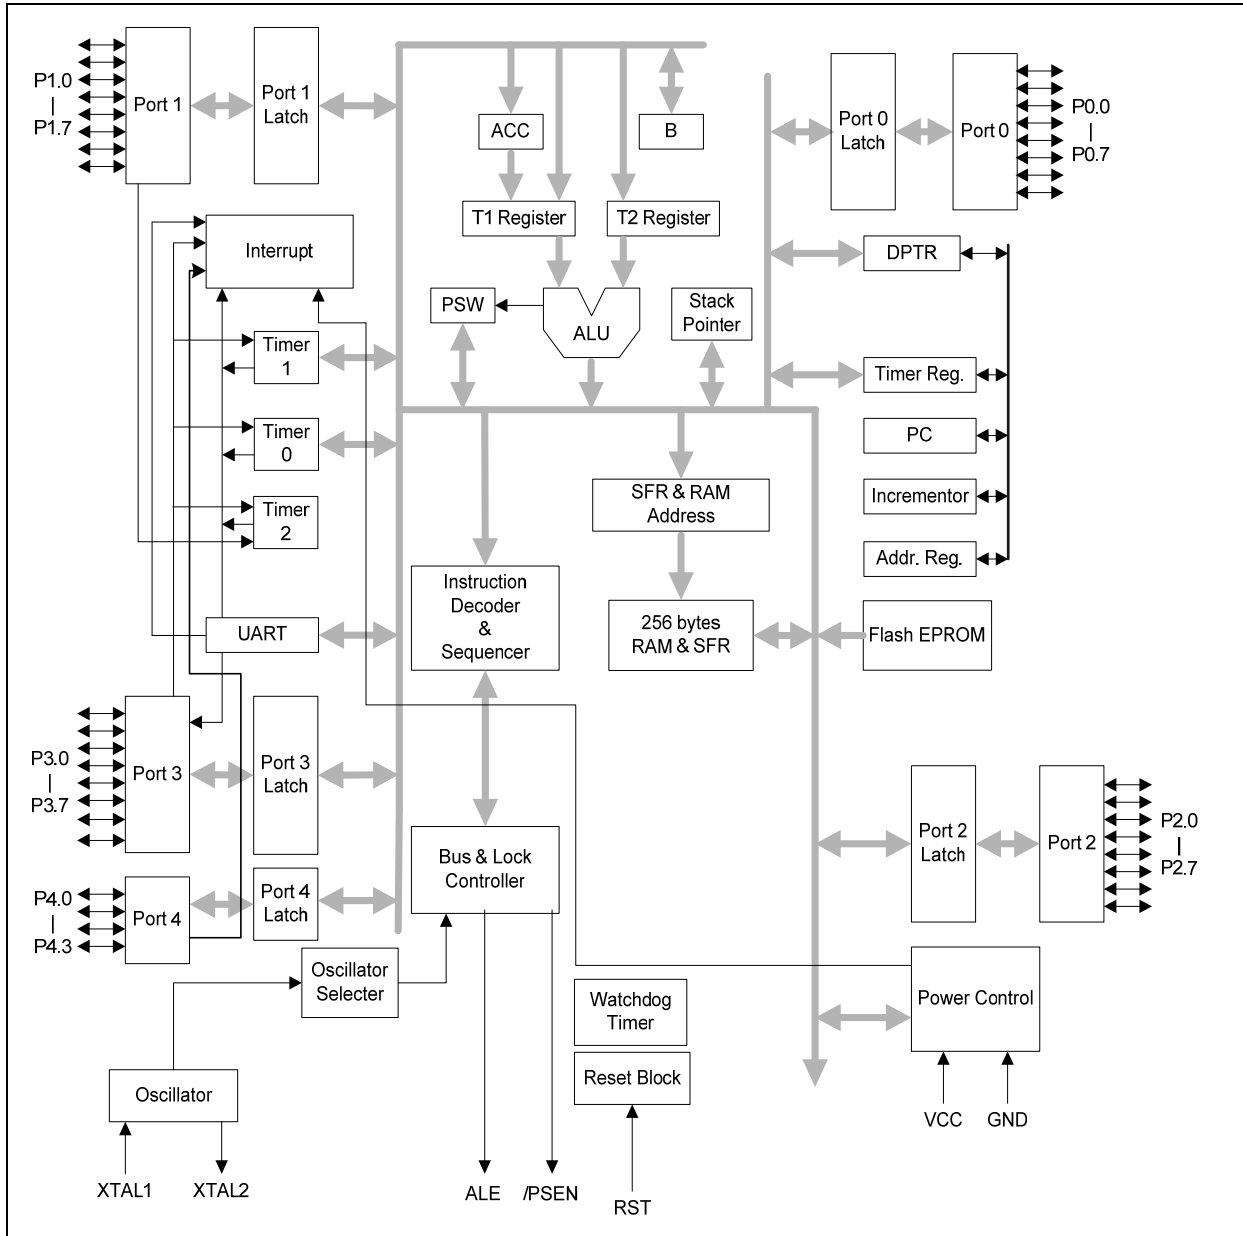 P1.0
|
P1.7
Port 1
Port 1
Latch
ACC
B
T1 Register
T2 Register
Port 0
Latch
Port 0
P0.0
|
P0.7
Interrupt
PSW
ALU
Stack
Pointer
DPTR
Timer
1
Timer Reg.
Timer
0
PC
Timer
2
SFR & RAM
Address
Incrementor
Addr. Reg.
Instruction
Decoder
&
Sequencer
256 bytes
RAM & SFR
Flash EPROM
UART
P3.0
|
P3.7
Port 3
Port 3
Latch
Bus & Lock
Controller
Port 2
Latch
Port 2
P2.0
|
P2.7
P4.0
|
P4.3
Port 4
Port 4
Latch
Oscillator
Selecter
Watchdog
Timer
Power Control
Oscillator
Reset Block
VCC
GND
XTAL1
XTAL2
ALE
/PSEN
RST